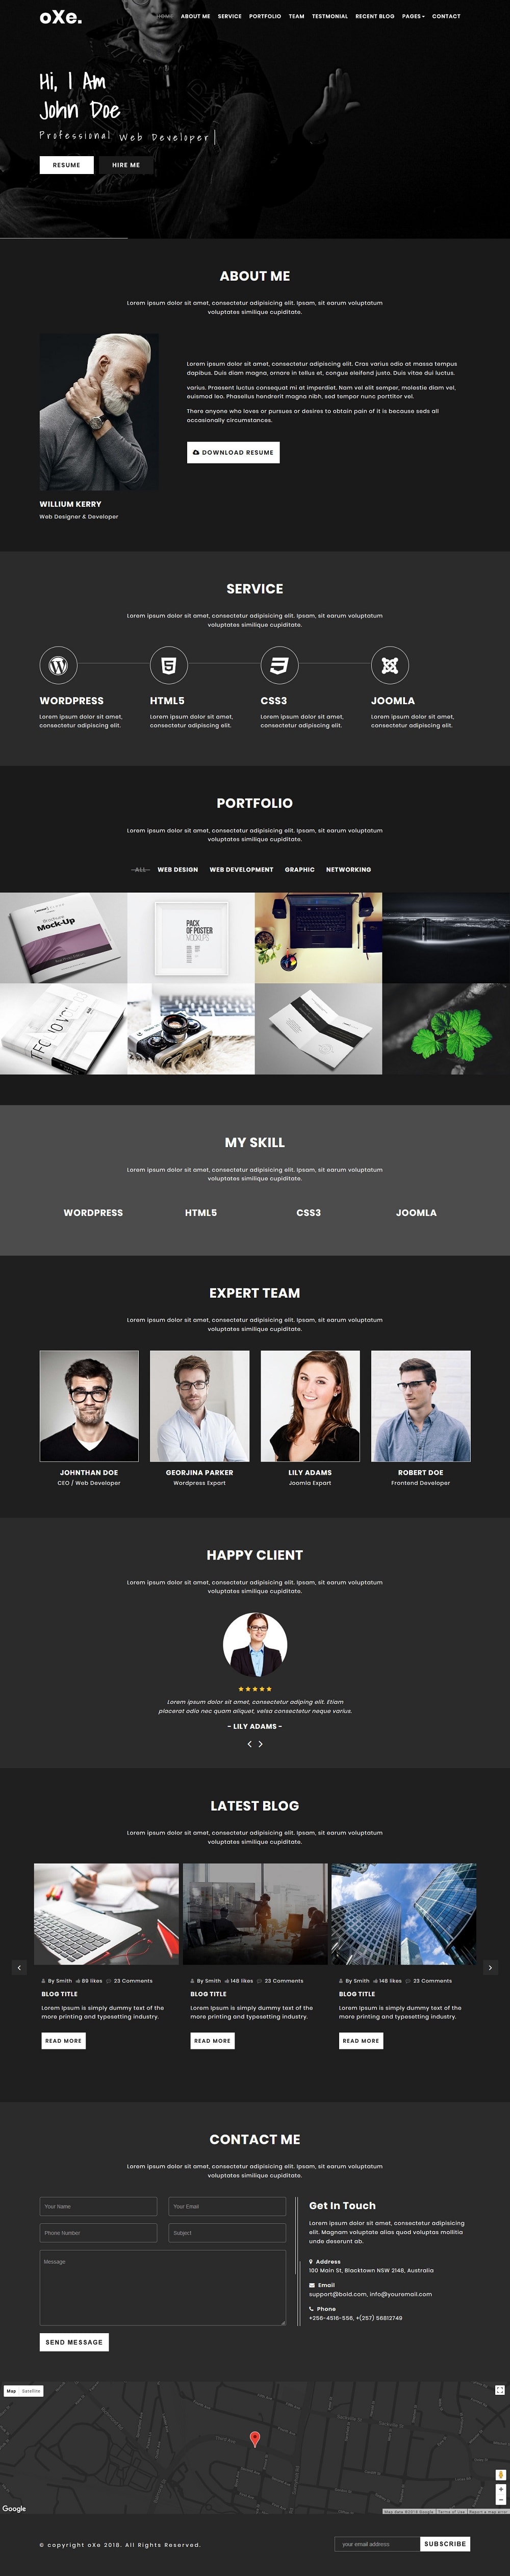 oXe.
HOME ABOUT ME SERVICE PORTFOLIO TEAM TESTMONIAL RECENT BLOG PAGES CONTACT
Hi, I Am
John Doe
Professional Web Developer
RESUME HIRE ME
ABOUT ME
Lorem ipsum dolor sit amet, consectetur adipisicing elit. Ipsam, sit earum voluptatum
voluptates similique cupiditate.
Lorem ipsum dolor sit amet, consectetur adipiscing elit. Cras varius odio at massa tempus
dapibus. Duis diam magna, ornare in tellus et, congue eleifend justo. Duis vitae dui luctus.
varius. Praesent luctus consequat mi at imperdiet. Nam vel elit semper, molestie diam vel,
euismod leo. Phasellus hendrerit magna nibh, sed tempor nunc porttitor vel.
There anyone who loves or pursues or desires to obtain pain of it is because seds all
occasionally circumstances.
DOWNLOAD RESUME
WILLIUM KERRY
Web Designer & Developer
SERVICE
Lorem ipsum dolor sit amet, consectetur adipisicing elit. Ipsam, sit earum voluptatum
voluptates similique cupiditate.
WORDPRESS HTML5 CSS3 JOOMLA
Lorem ipsum dolor sit amet, Lorem ipsum dolor sit amet, Lorem ipsum dolor sit amet, Lorem ipsum dolor sit amet,
consectetur adipiscing elit. consectetur adipiscing elit. consectetur adipiscing elit. consectetur adipiscing elit.
PORTFOLIO
Lorem ipsum dolor sit amet, consectetur adipisicing elit. Ipsam, sit earum voluptatum
voluptates similique cupiditate.
ALL WEB DESIGN WEB DEVELOPMENT GRAPHIC NETWORKING
Brochure
Mock-Up
PACK
OF POSTER
MOCKUPS
MY SKILL
Lorem ipsum dolor sit amet, consectetur adipisicing elit. Ipsam, sit earum voluptatum
voluptates similique cupiditate.
WORDPRESS HTML5 CSS3 JOOMLA
EXPERT TEAM
Lorem ipsum dolor sit amet, consectetur adipisicing elit. Ipsam, sit earum voluptatum
voluptates similique cupiditate.
JOHNTHAN DOE GEORJINA PARKER LILY ADAMS ROBERT DOE
CEO / Web Developer Wordpress Expart Joomla Expart Frontend Developer
HAPPY CLIENT
Lorem ipsum dolor sit amet, consectetur adipisicing elit. Ipsam, sit earum voluptatum
voluptates similique cupiditate.
Lorem ipsum dolor sit amet, consectetur adiping elit. Etiam
placerat odio nec quam aliquet, velsa consectetur neque varius.
- LILY ADAMS -
LATEST BLOG
Lorem ipsum dolor sit amet, consectetur adipisicing elit. Ipsam, sit earum voluptatum
voluptates similique cupiditate.
By Smith 89 likes 23 Comments By Smith 148 likes 23 Comments By Smith 148 likes 23 Comments
BLOG TITLE BLOG TITLE BLOG TITLE
Lorem Ipsum is simply dummy text of the Lorem Ipsum is simply dummy text of the Lorem Ipsum is simply dummy text of the
more printing and typesetting industry. more printing and typesetting industry. more printing and typesetting industry.
READ MORE READ MORE READ MORE
CONTACT ME
Lorem ipsum dolor sit amet, consectetur adipisicing elit. Ipsam, sit earum voluptatum
voluptates similique cupiditate.
Your Name Your Email
Phone Number Subject
Message
SEND MESSAGE
Get In Touch
Lorem ipsum dolor sit amet, consectetur adipisicing
elit. Magnam voluptate alias quod voluptas mollitia
unde deserunt ab.
Address
100 Main St, Blacktown NSW 2148, Australia
Email
support@bold.com, info@youremail.com
Phone
+256-4516-556, +(257) 56812749
Map Satellite
Google
Map data ©2018 Google Terms of Use Report a map error
© copyright oXe 2018. All Rights Reserved.
your email address SUBSCRIBE